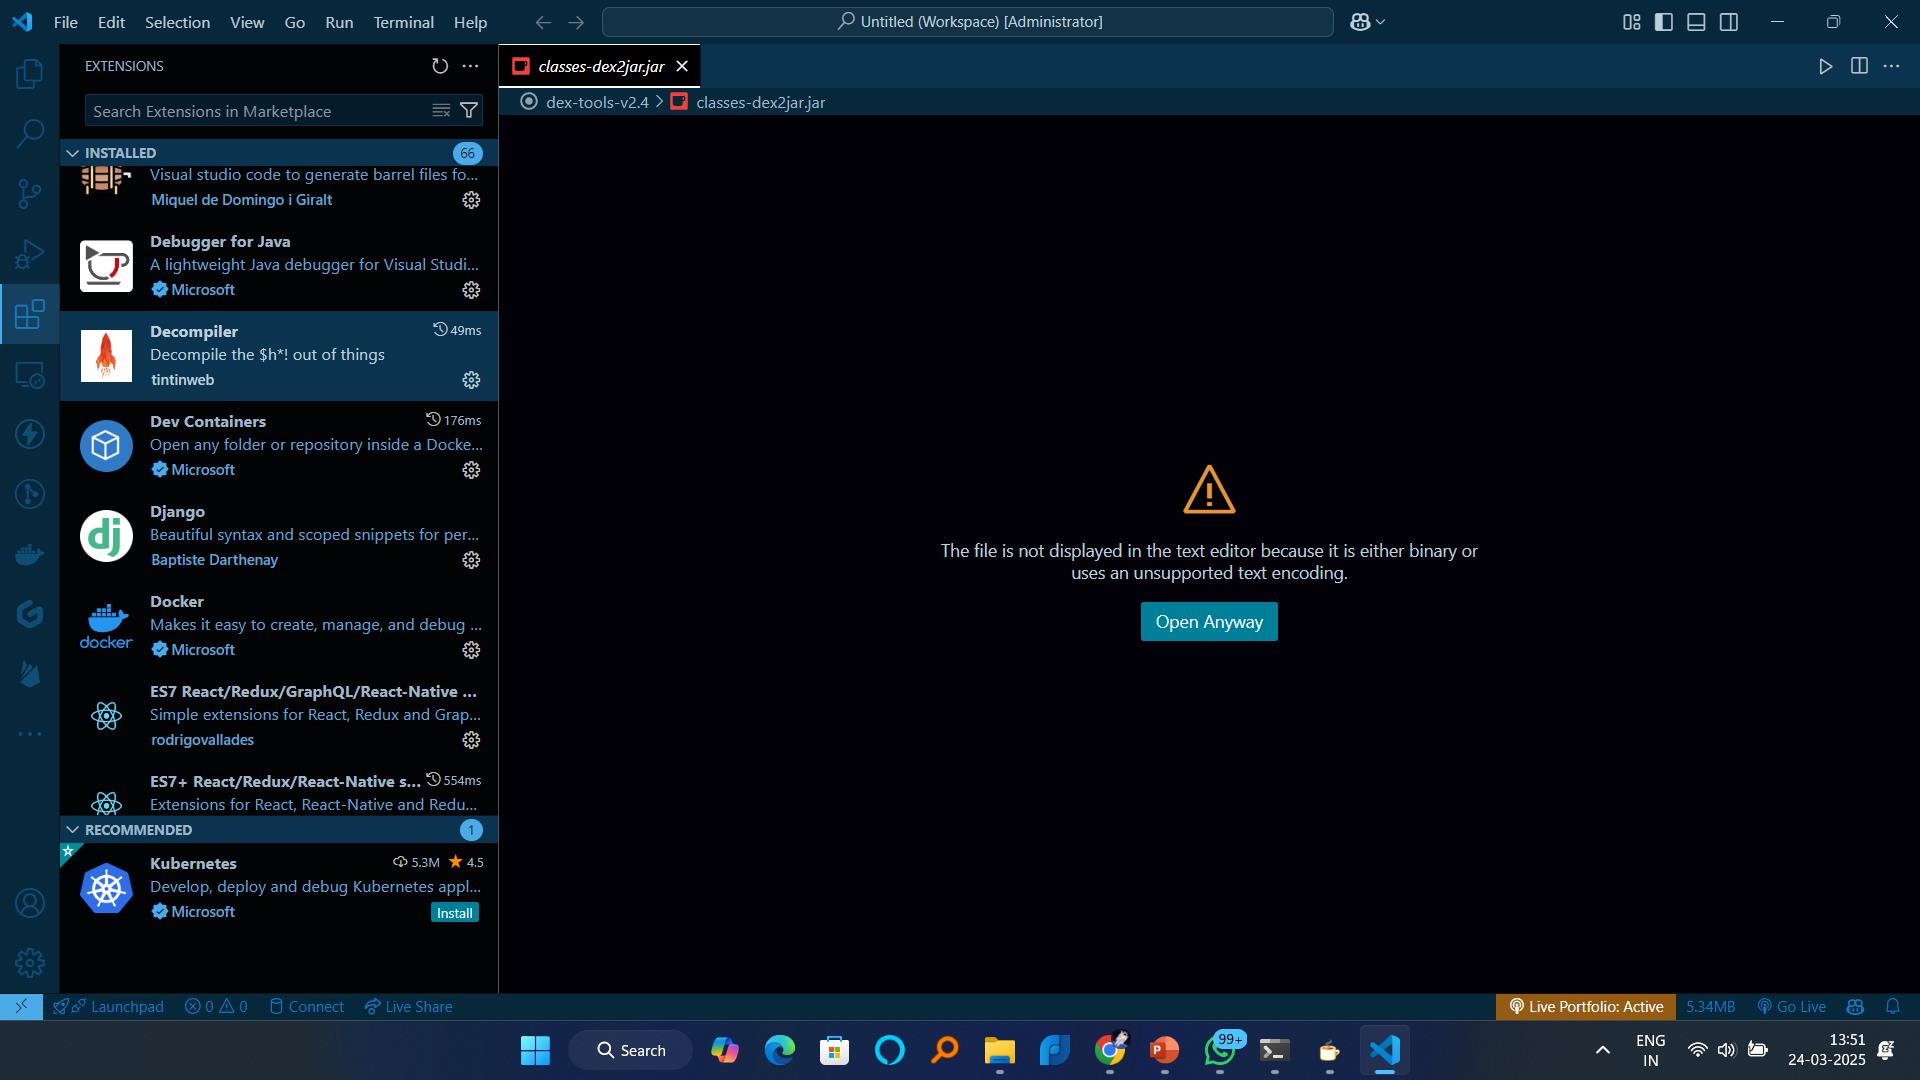 File Edit Selection View Go Run Terminal Help
Untitled (Workspace) [Administrator]
EXTENSIONS
Search Extensions in Marketplace
INSTALLED 66
Visual studio code to generate barrel files fo...
Miquel de Domingo i Giralt
Debugger for Java
A lightweight Java debugger for Visual Studi...
Microsoft
Decompiler 49ms
Decompile the $h*! out of things
tintinweb
Dev Containers 176ms
Open any folder or repository inside a Docke...
Microsoft
Django
Beautiful syntax and scoped snippets for per...
Baptiste Darthenay
dj
Docker
Makes it easy to create, manage, and debug ...
Microsoft
docker
ES7 React/Redux/GraphQL/React-Native ...
Simple extensions for React, Redux and Grap...
rodrigovallades
ES7+ React/Redux/React-Native s... 554ms
Extensions for React, React-Native and Redu...
RECOMMENDED 1
Kubernetes 5.3M 4.5
Develop, deploy and debug Kubernetes appl...
Microsoft Install
classes-dex2jar.jar
dex-tools-v2.4 > classes-dex2jar.jar
The file is not displayed in the text editor because it is either binary or
uses an unsupported text encoding.
Open Anyway
Launchpad 0 0 Connect Live Share
Live Portfolio: Active 5.34MB Go Live
Search
99+
ENG
IN
13:51
24-03-2025